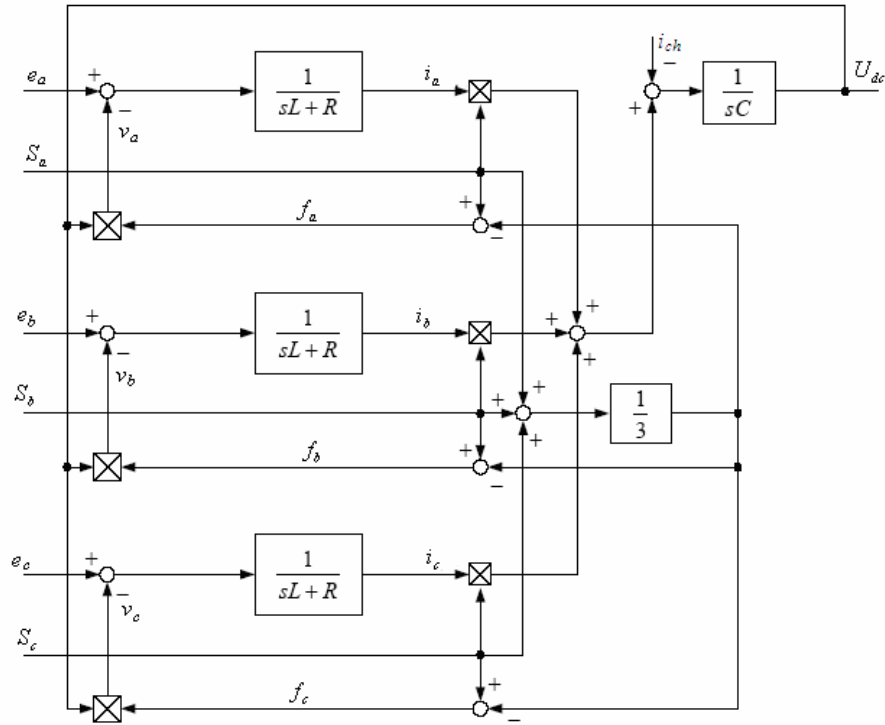 i_ch
−
+
U_dc
1
sC
e_a
+
−
v_a
1
sL + R
i_a
S_a
f_a
+
−
e_b
+
−
v_b
1
sL + R
i_b
+
+
+
S_b
+
+
+
1
3
f_b
+
−
e_c
+
−
v_c
1
sL + R
i_c
S_c
f_c
+
−